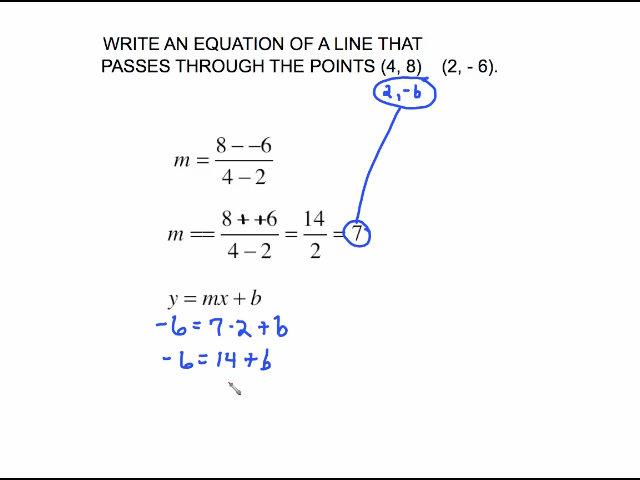 WRITE AN EQUATION OF A LINE THAT
PASSES THROUGH THE POINTS (4, 8) (2, - 6).
2, -6
m = (8 - -6)/(4 - 2)
m == (8 + +6)/(4 - 2) = 14/2 = 7
y = mx + b
-6 = 7 · 2 + b
-6 = 14 + b